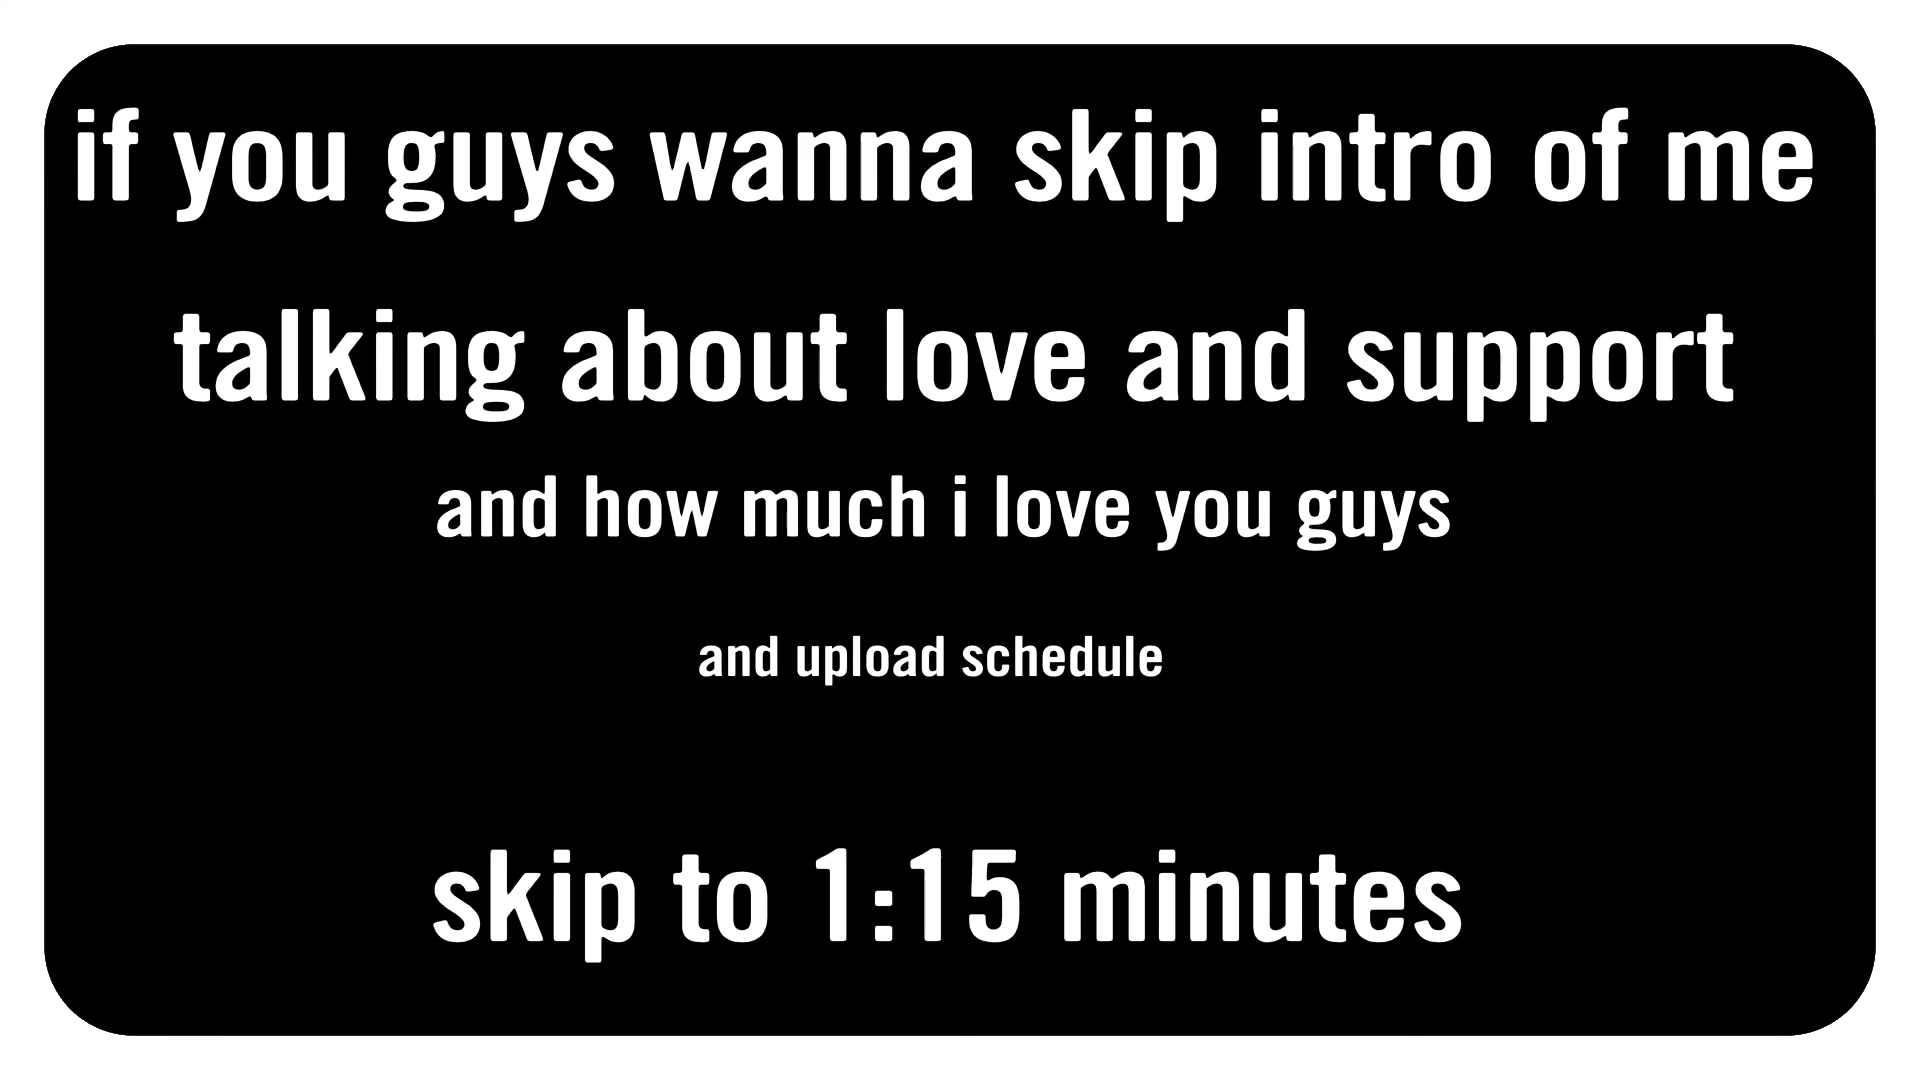 if you guys wanna skip intro of me
talking about love and support
and how much i love you guys
and upload schedule
skip to 1:15 minutes